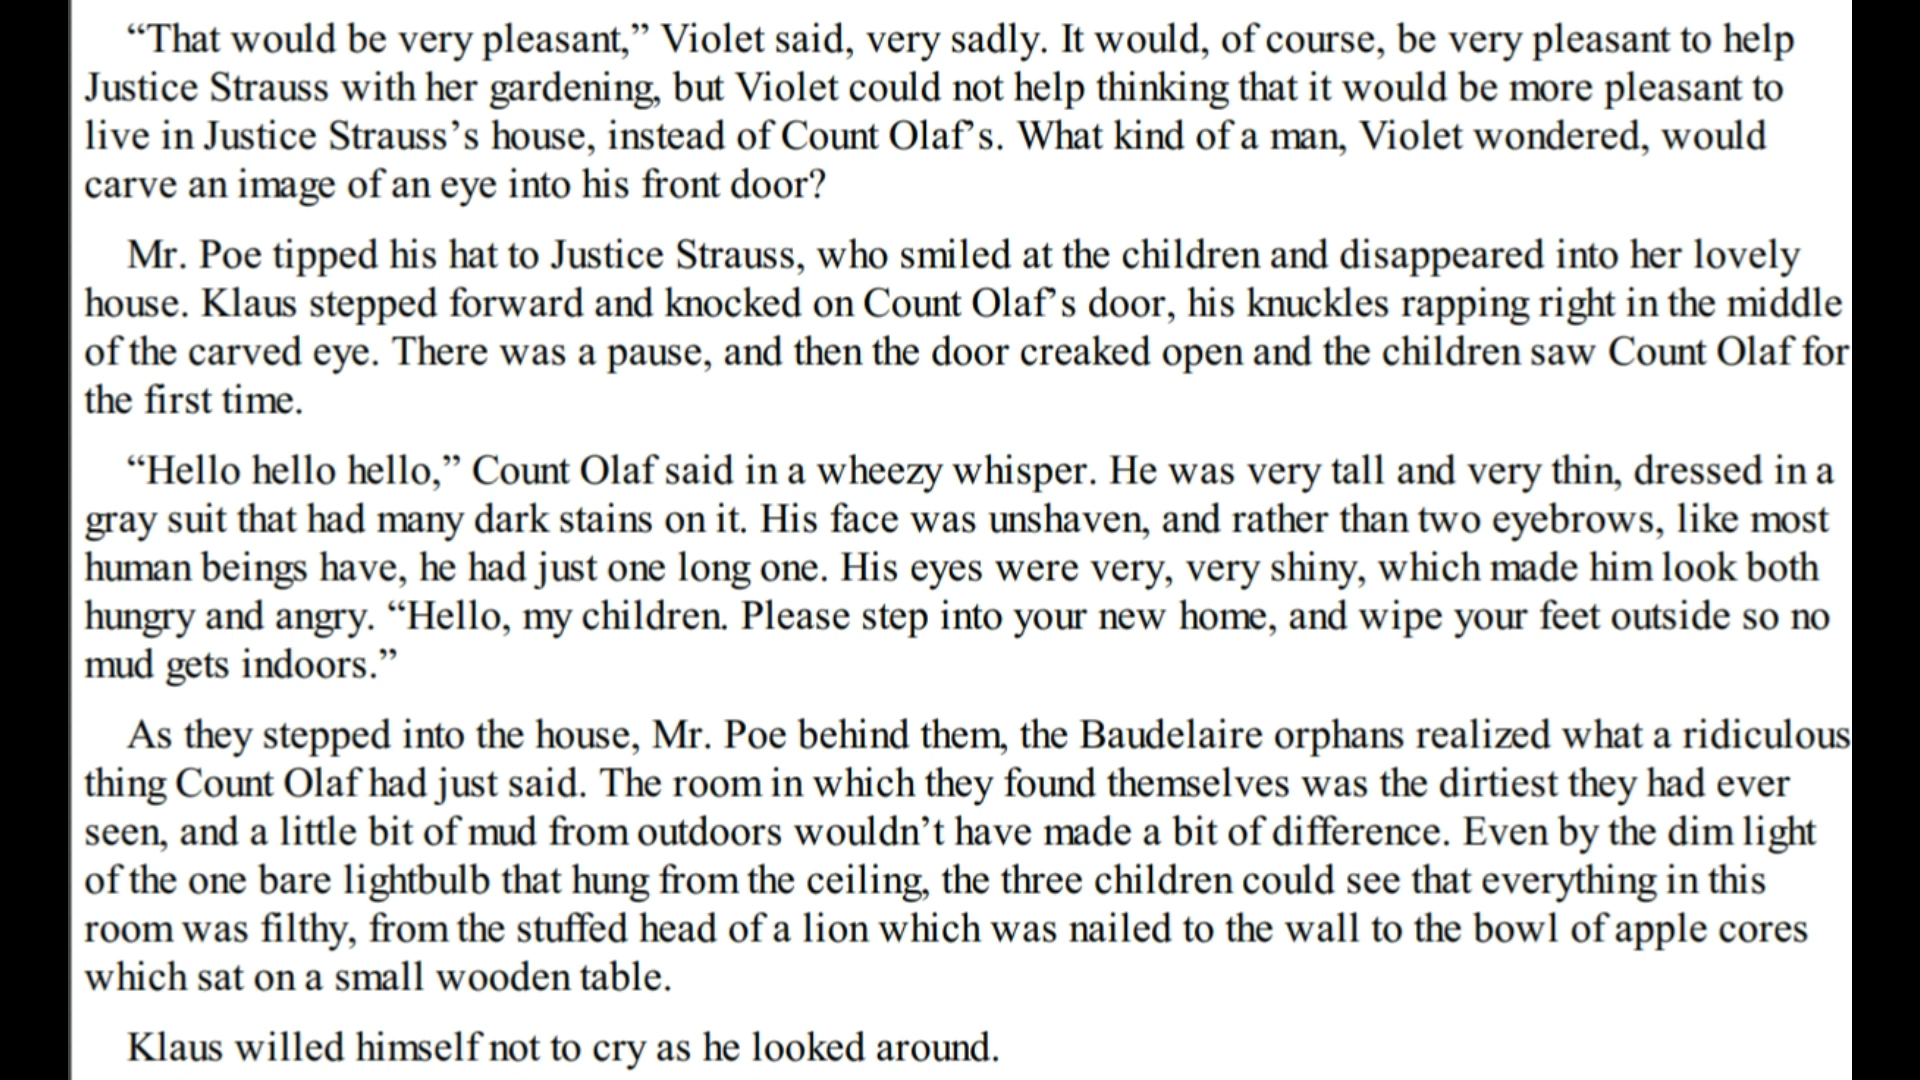 “That would be very pleasant,” Violet said, very sadly. It would, of course, be very pleasant to help
Justice Strauss with her gardening, but Violet could not help thinking that it would be more pleasant to
live in Justice Strauss’s house, instead of Count Olaf’s. What kind of a man, Violet wondered, would
carve an image of an eye into his front door?
Mr. Poe tipped his hat to Justice Strauss, who smiled at the children and disappeared into her lovely
house. Klaus stepped forward and knocked on Count Olaf’s door, his knuckles rapping right in the middle
of the carved eye. There was a pause, and then the door creaked open and the children saw Count Olaf for
the first time.
“Hello hello hello,” Count Olaf said in a wheezy whisper. He was very tall and very thin, dressed in a
gray suit that had many dark stains on it. His face was unshaven, and rather than two eyebrows, like most
human beings have, he had just one long one. His eyes were very, very shiny, which made him look both
hungry and angry. “Hello, my children. Please step into your new home, and wipe your feet outside so no
mud gets indoors.”
As they stepped into the house, Mr. Poe behind them, the Baudelaire orphans realized what a ridiculous
thing Count Olaf had just said. The room in which they found themselves was the dirtiest they had ever
seen, and a little bit of mud from outdoors wouldn’t have made a bit of difference. Even by the dim light
of the one bare lightbulb that hung from the ceiling, the three children could see that everything in this
room was filthy, from the stuffed head of a lion which was nailed to the wall to the bowl of apple cores
which sat on a small wooden table.
Klaus willed himself not to cry as he looked around.